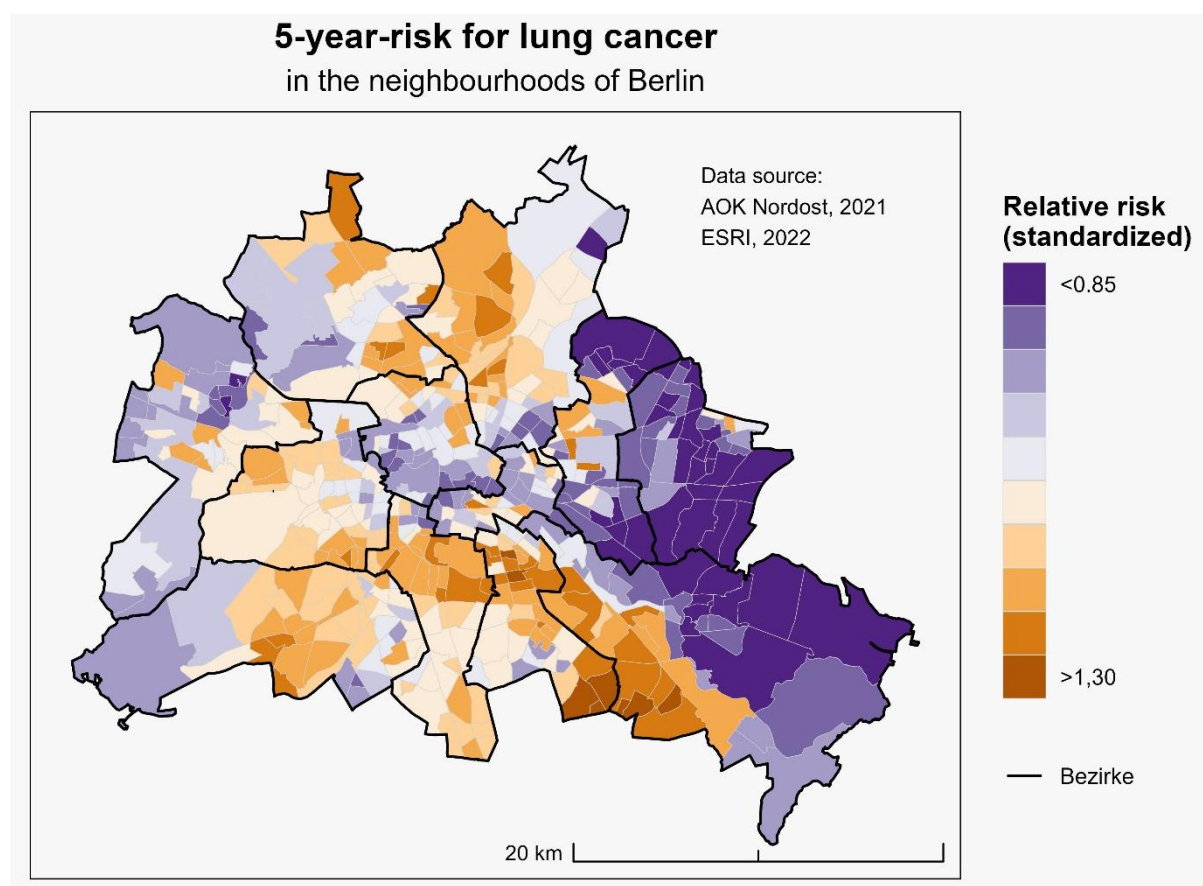 5-year-risk for lung cancer
in the neighbourhoods of Berlin
Data source:
AOK Nordost, 2021
ESRI, 2022
Relative risk
(standardized)
<0.85
>1,30
Bezirke
20 km